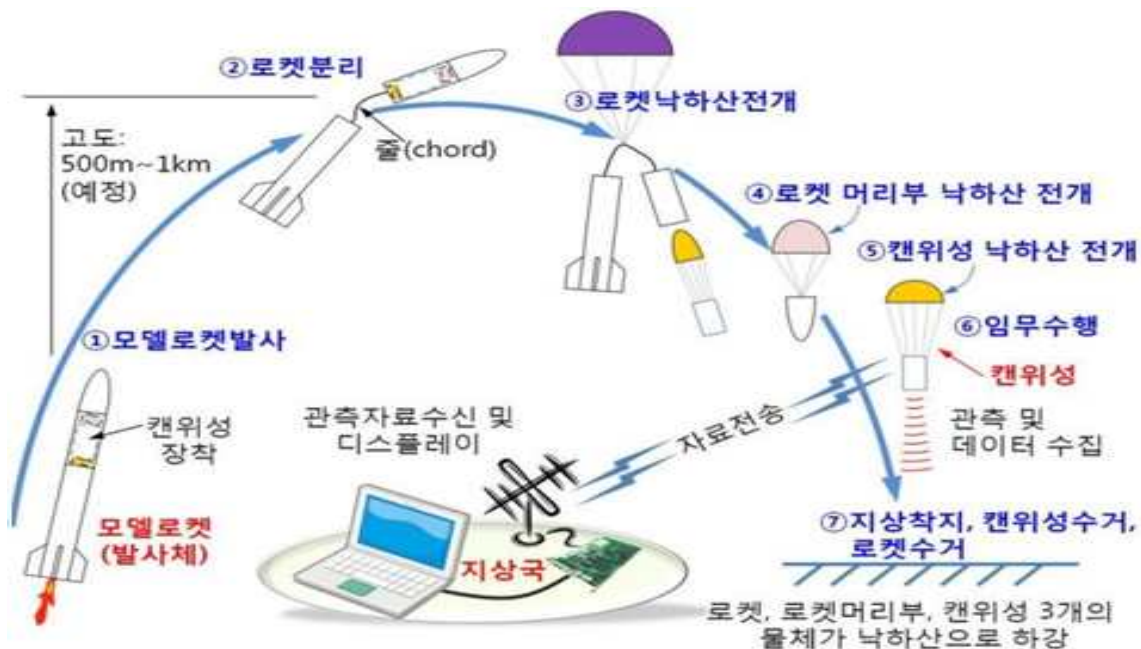 ②로켓분리
③로켓낙하산전개
줄(chord)
고도:
500m~1km
(예정)
④로켓 머리부 낙하산 전개
⑤캔위성 낙하산 전개
①모델로켓발사
⑥임무수행
캔위성
캔위성
장착
관측자료수신 및
디스플레이
자료전송
관측 및
데이터 수집
모델로켓
(발사체)
지상국
⑦지상착지, 캔위성수거,
로켓수거
로켓, 로켓머리부, 캔위성 3개의
물체가 낙하산으로 하강